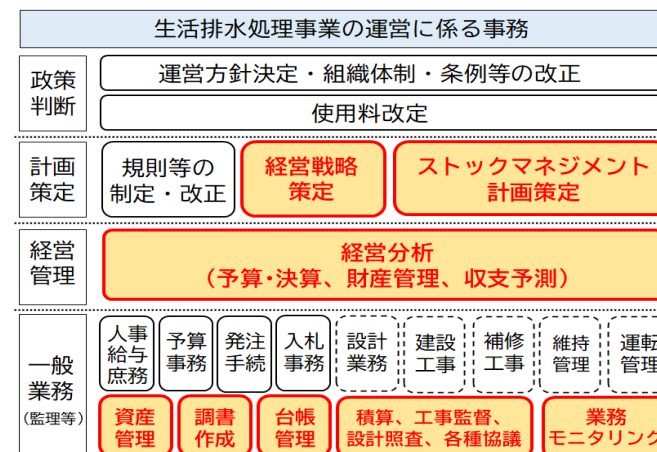 生活排水処理事業の運営に係る事務
政策
判断
運営方針決定・組織体制・条例等の改正
使用料改定
計画
策定
規則等の
制定・改正
経営戦略
策定
ストックマネジメント
計画策定
経営
管理
経営分析
（予算・決算、財産管理、収支予測）
一般
業務
（監理等）
人事
給与
庶務
予算
事務
発注
手続
入札
事務
設計
業務
建設
工事
補修
工事
維持
管理
運転
管理
資産
管理
調書
作成
台帳
管理
積算、工事監督、
設計照査、各種協議
業務
モニタリング